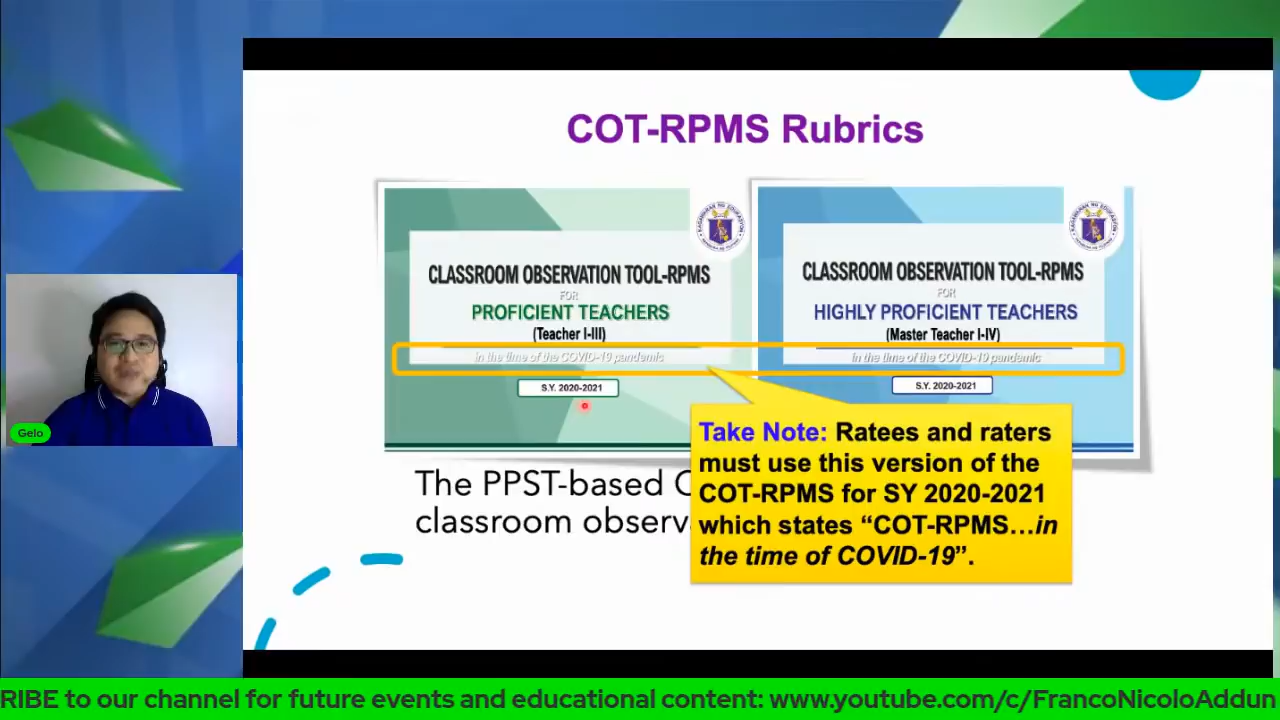 COT-RPMS Rubrics
CLASSROOM OBSERVATION TOOL-RPMS
FOR
PROFICIENT TEACHERS
(Teacher I-III)
in the time of the COVID-19 pandemic
S.Y. 2020-2021
CLASSROOM OBSERVATION TOOL-RPMS
FOR
HIGHLY PROFICIENT TEACHERS
(Master Teacher I-IV)
in the time of the COVID-19 pandemic
S.Y. 2020-2021
The PPST-based C
classroom observ
Take Note: Ratees and raters
must use this version of the
COT-RPMS for SY 2020-2021
which states “COT-RPMS…in
the time of COVID-19”.
Gelo
RIBE to our channel for future events and educational content: www.youtube.com/c/FrancoNicoloAddun